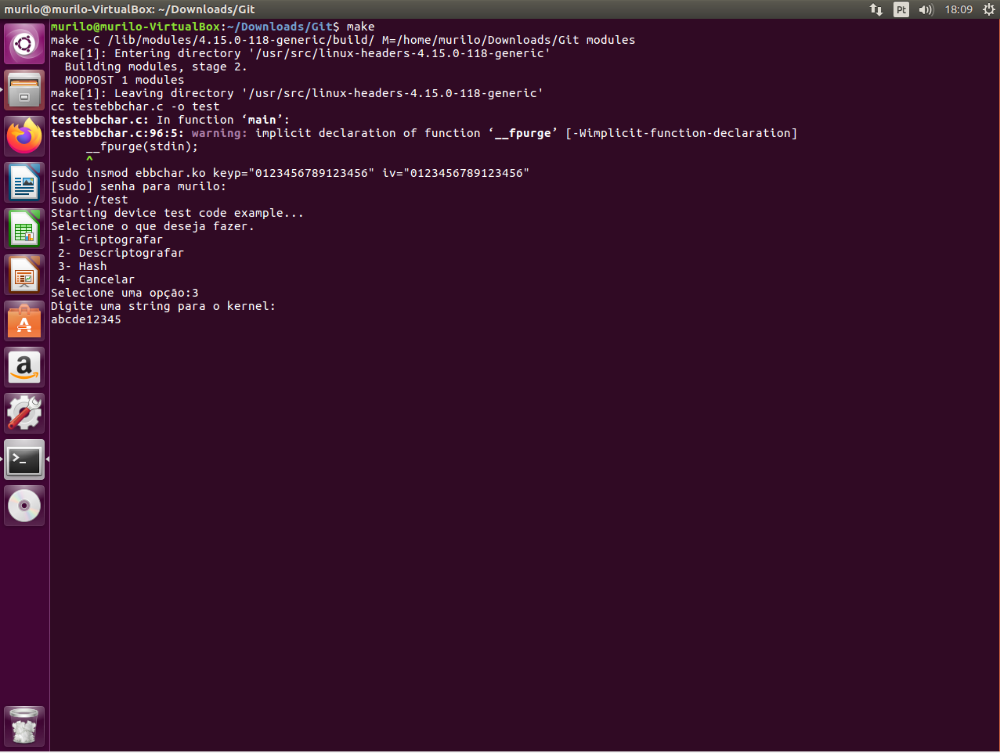 murilo@murilo-VirtualBox: ~/Downloads/Git
Pt
18:09
murilo@murilo-VirtualBox:~/Downloads/Git$ make
make -C /lib/modules/4.15.0-118-generic/build/ M=/home/murilo/Downloads/Git modules
make[1]: Entering directory '/usr/src/linux-headers-4.15.0-118-generic'
  Building modules, stage 2.
  MODPOST 1 modules
make[1]: Leaving directory '/usr/src/linux-headers-4.15.0-118-generic'
cc testebbchar.c -o test
testebbchar.c: In function ‘main’:
testebbchar.c:96:5: warning: implicit declaration of function ‘__fpurge’ [-Wimplicit-function-declaration]
     __fpurge(stdin);
     ^
sudo insmod ebbchar.ko keyp="0123456789123456" iv="0123456789123456"
[sudo] senha para murilo:
sudo ./test
Starting device test code example...
Selecione o que deseja fazer.
 1- Criptografar
 2- Descriptografar
 3- Hash
 4- Cancelar
Selecione uma opção:3
Digite uma string para o kernel:
abcde12345